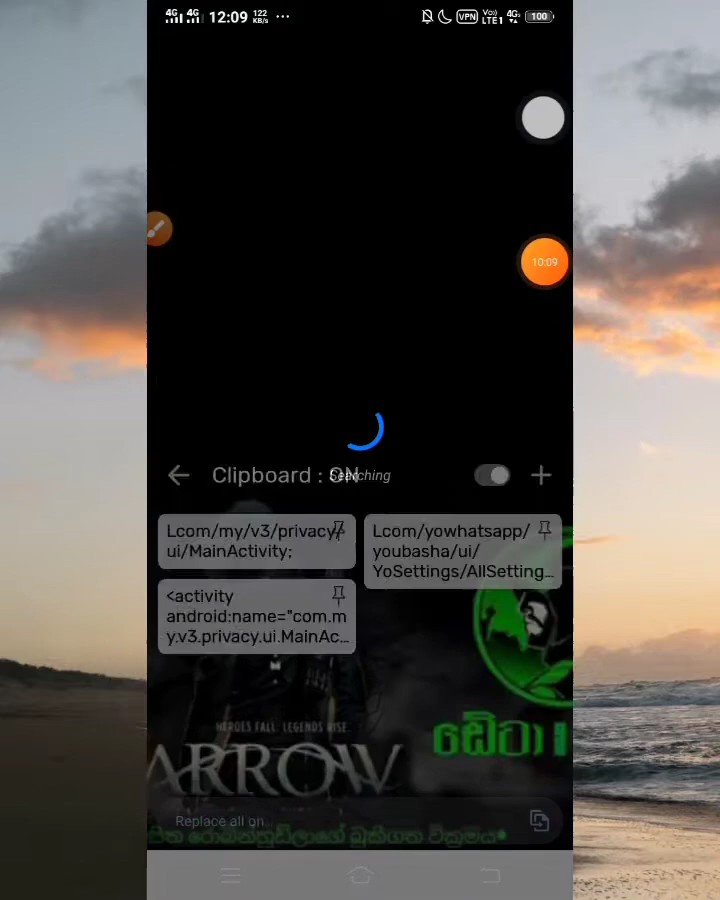 4G 4G 12:09 122 KB/s ... VPN Vo)) LTE1 4G 100
10:09
Clipboard : ON
Searching
Lcom/my/v3/privacy/
ui/MainActivity;
Lcom/yowhatsapp/
youbasha/ui/
YoSettings/AllSetting...
<activity
android:name="com.m
y.v3.privacy.ui.MainAc...
HEROES FALL. LEGENDS RISE.
ARROW
ඩේටා
Replace all on...